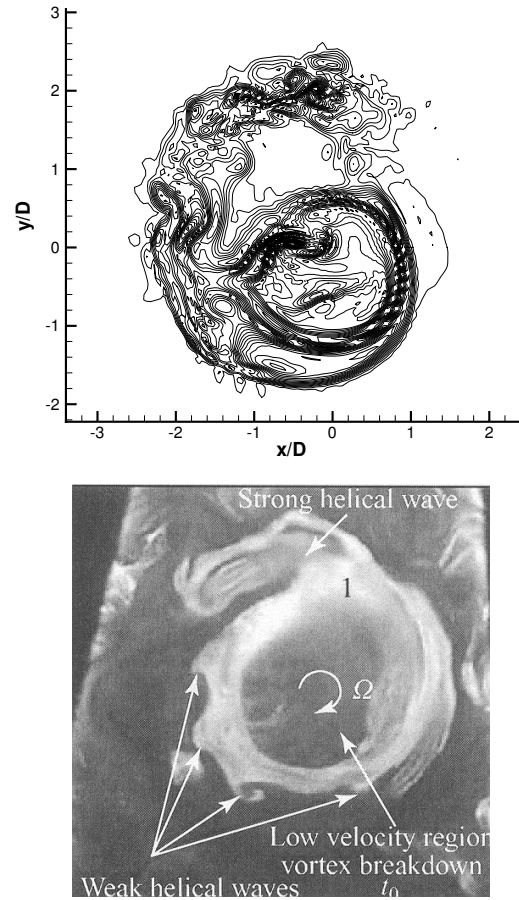 3
2
1
0
-1
-2
y/D
-3 -2 -1 0 1 2
x/D
Strong helical wave
1
Ω
Low velocity region
vortex breakdown
Weak helical waves t₀